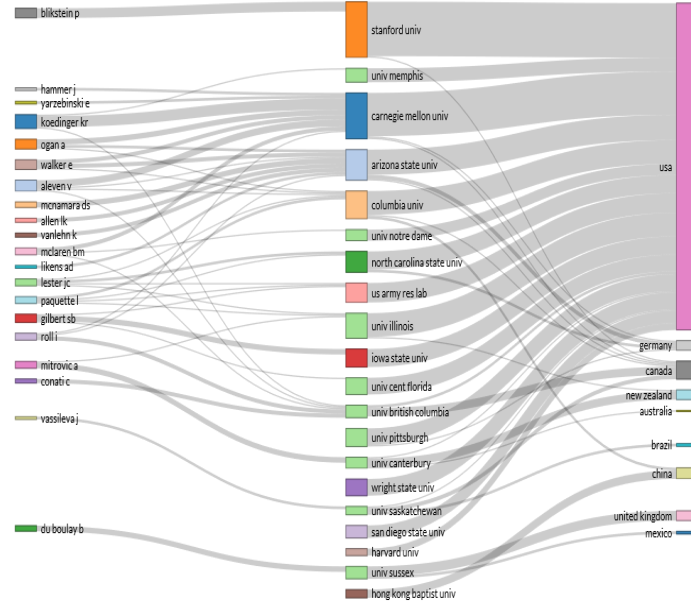 blikstein p
hammer j
yarzebinski e
koedinger kr
ogan a
walker e
aleven v
mcnamara ds
allen lk
vanlehn k
mclaren bm
likens ad
lester jc
paquette l
gilbert sb
roll i
mitrovic a
conati c
vassileva j
du boulay b
stanford univ
univ memphis
carnegie mellon univ
arizona state univ
columbia univ
univ notre dame
north carolina state univ
us army res lab
univ illinois
iowa state univ
univ cent florida
univ british columbia
univ pittsburgh
univ canterbury
wright state univ
univ saskatchewan
san diego state univ
harvard univ
univ sussex
hong kong baptist univ
usa
germany
canada
new zealand
australia
brazil
china
united kingdom
mexico